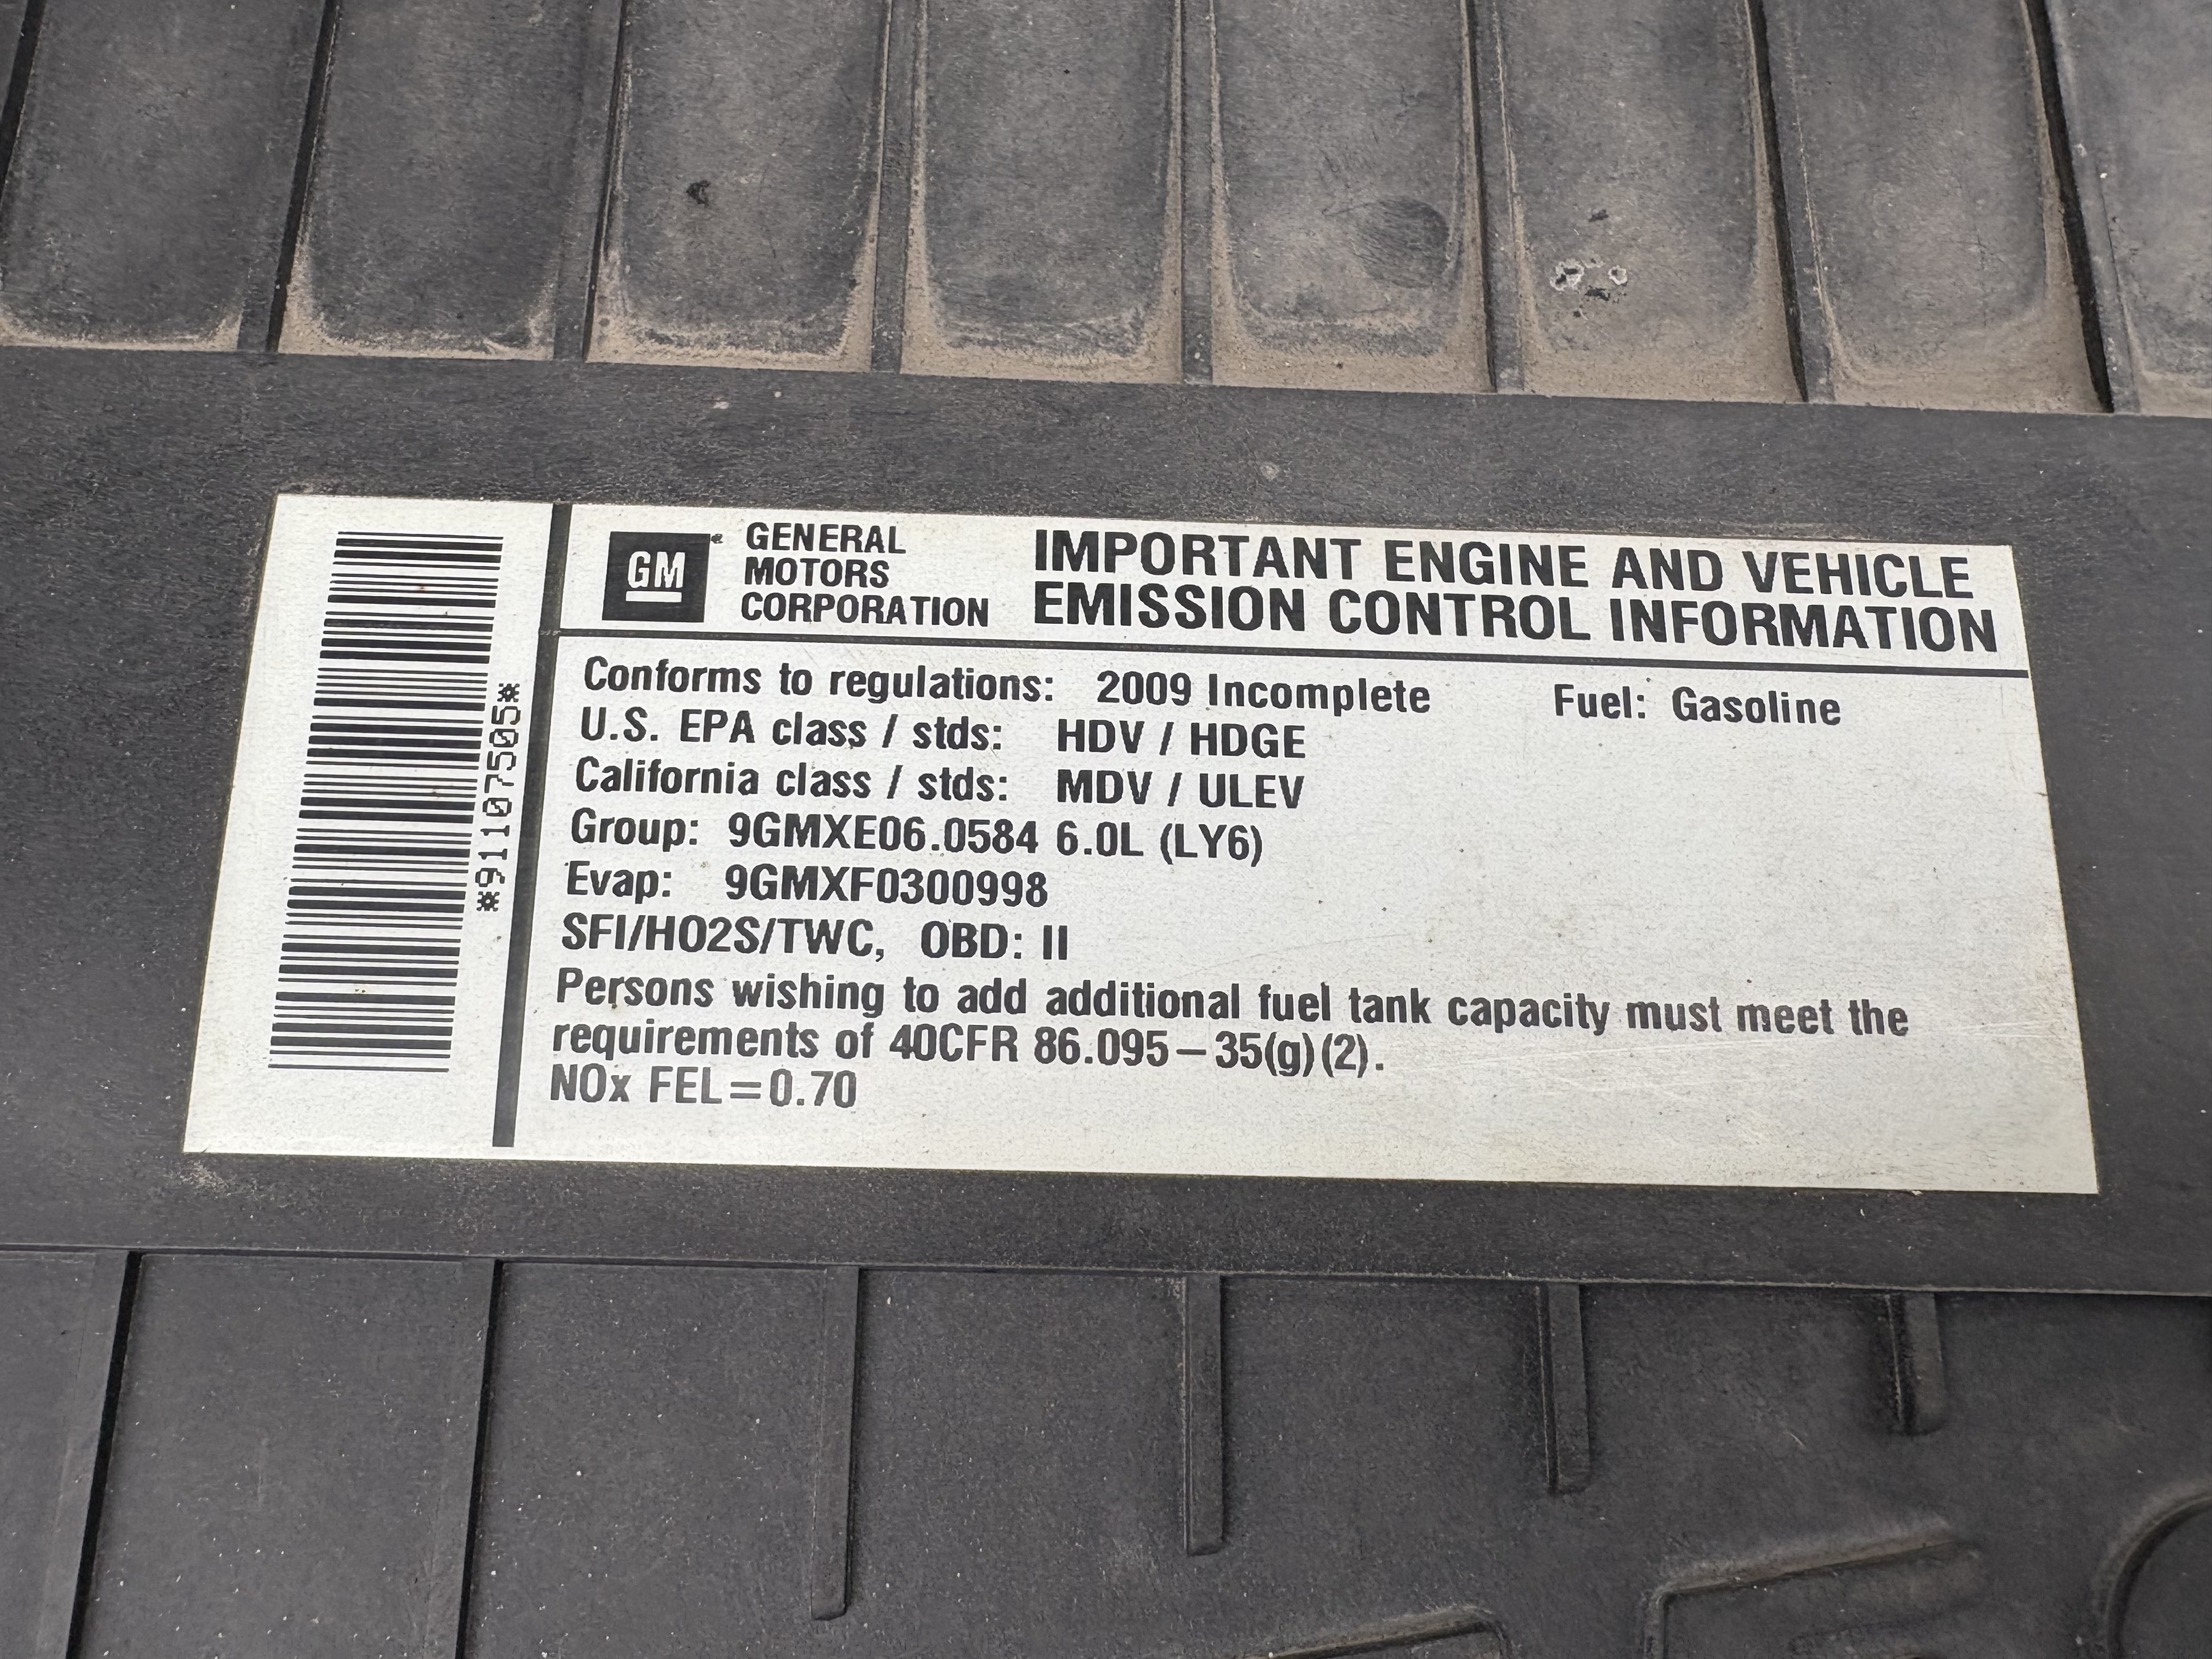 *91107505*
GM
GENERAL
MOTORS
CORPORATION
IMPORTANT ENGINE AND VEHICLE
EMISSION CONTROL INFORMATION
Conforms to regulations: 2009 Incomplete Fuel: Gasoline
U.S. EPA class / stds: HDV / HDGE
California class / stds: MDV / ULEV
Group: 9GMXE06.0584 6.0L (LY6)
Evap: 9GMXF0300998
SFI/HO2S/TWC, OBD: II
Persons wishing to add additional fuel tank capacity must meet the
requirements of 40CFR 86.095-35(g)(2).
NOx FEL=0.70